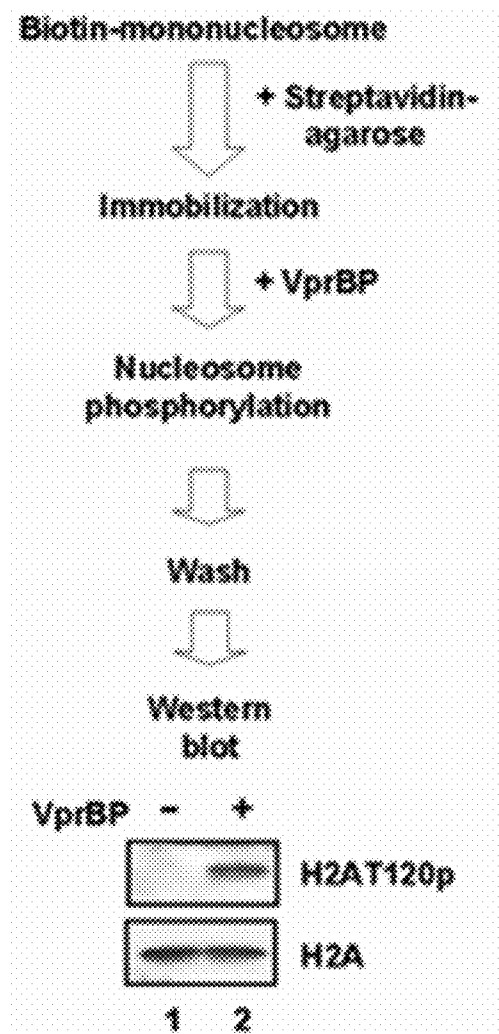 Biotin-mononucleosome
+ Streptavidin-
agarose
Immobilization
+ VprBP
Nucleosome
phosphorylation
Wash
Western
blot
VprBP - +
H2AT120p
H2A
1 2